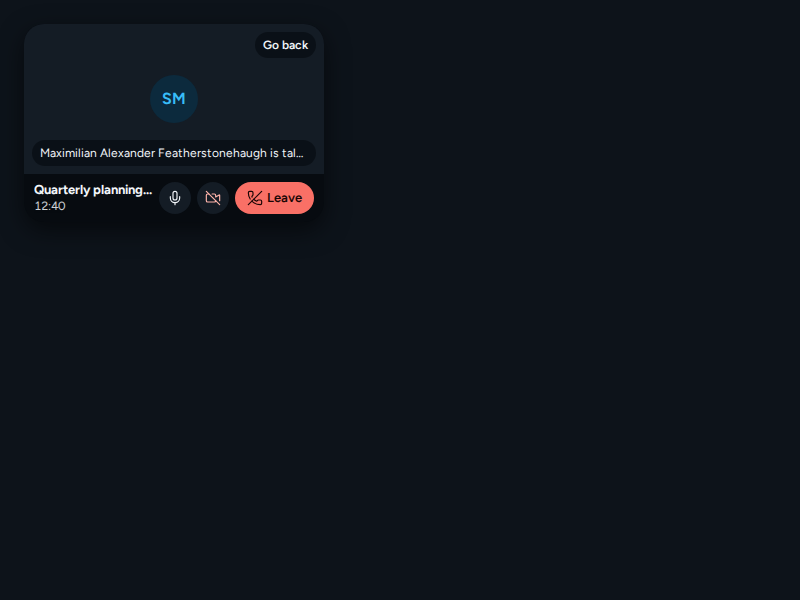 Go back
SM
Maximilian Alexander Featherstonehaugh is tal...
Quarterly planning...
12:40
Leave